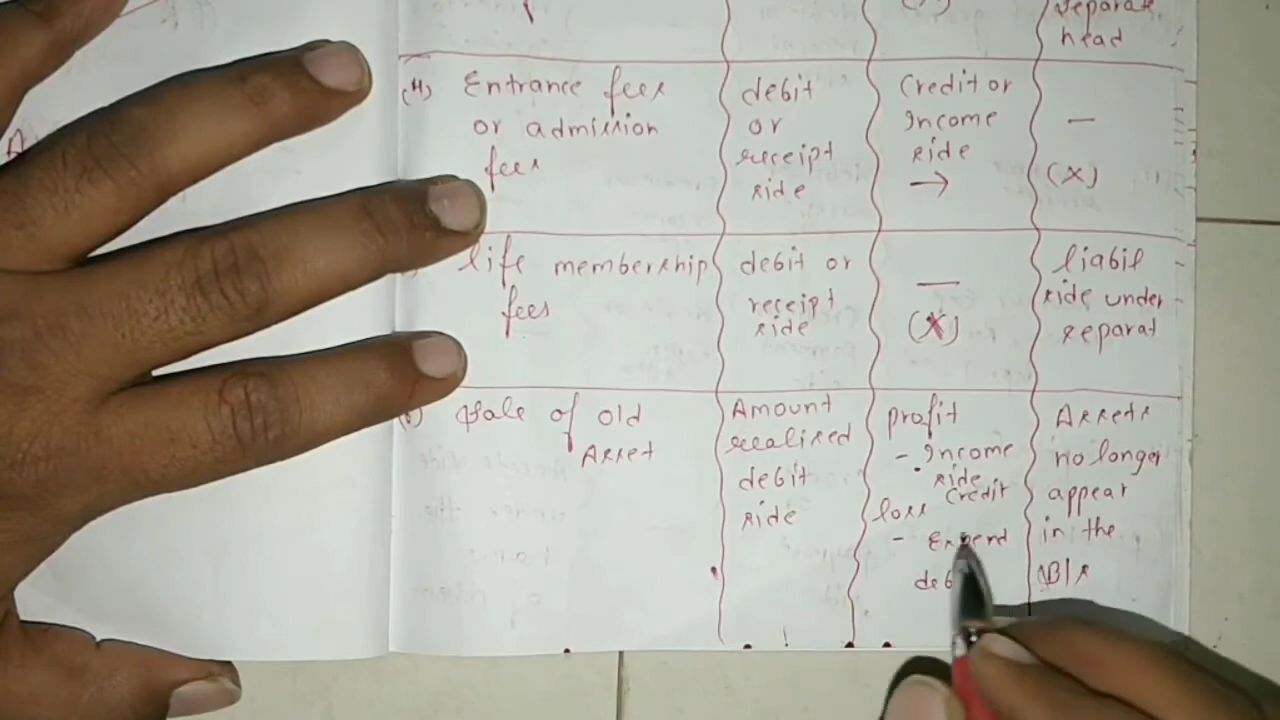 separate
head
(4) Entrance fees
or admission
fees
debit
or
receipt
side
Credit or
Income
side
→
—
(X)
life membership
fees
debit or
receipt
side
—
(X)
liabil
side under
separat
Sale of old
Asset
Amount
realised
debit
side
profit
- Income
side
credit
loss
- Expend
deb
Assets
no longer
appear
in the
B/s